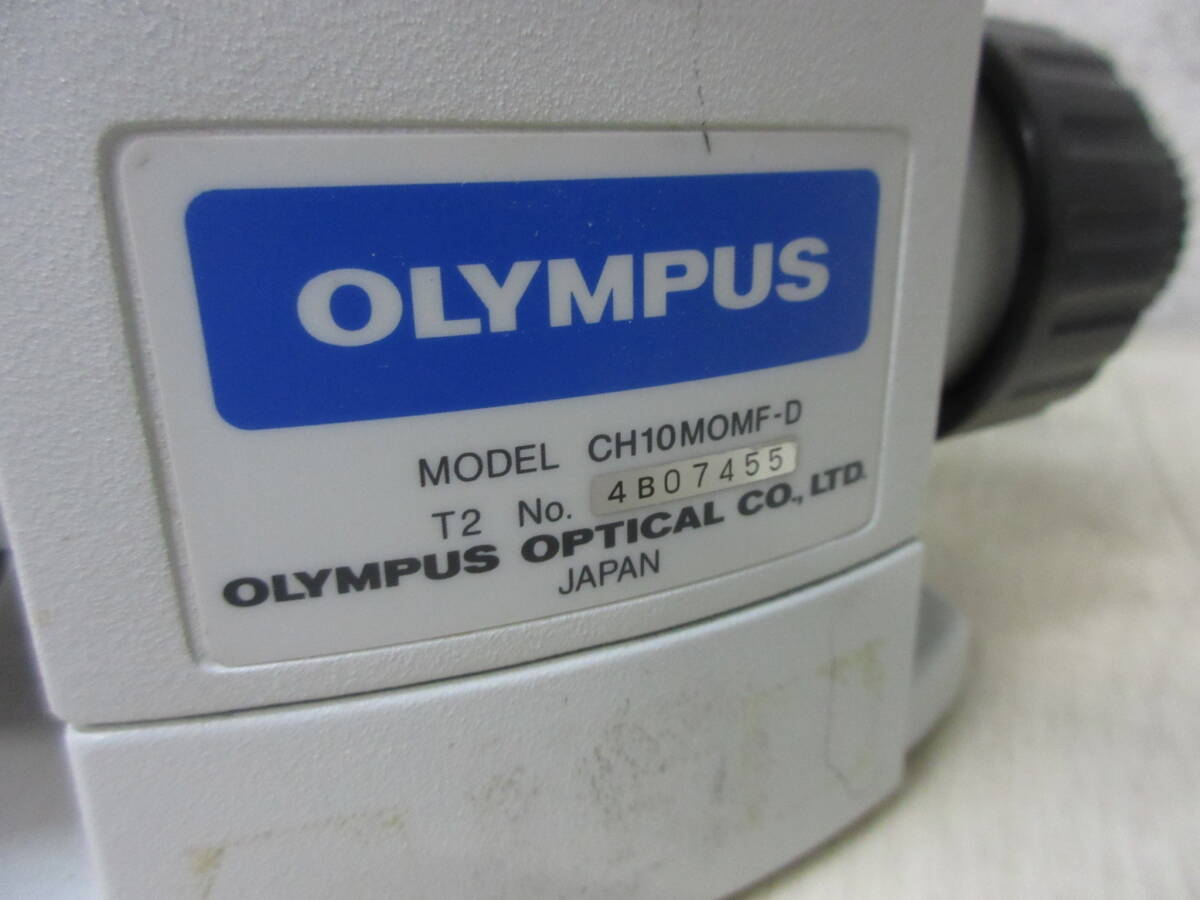 OLYMPUS
MODEL CH10MOMF-D
T2 No. 4B07455
OLYMPUS OPTICAL CO., LTD.
JAPAN